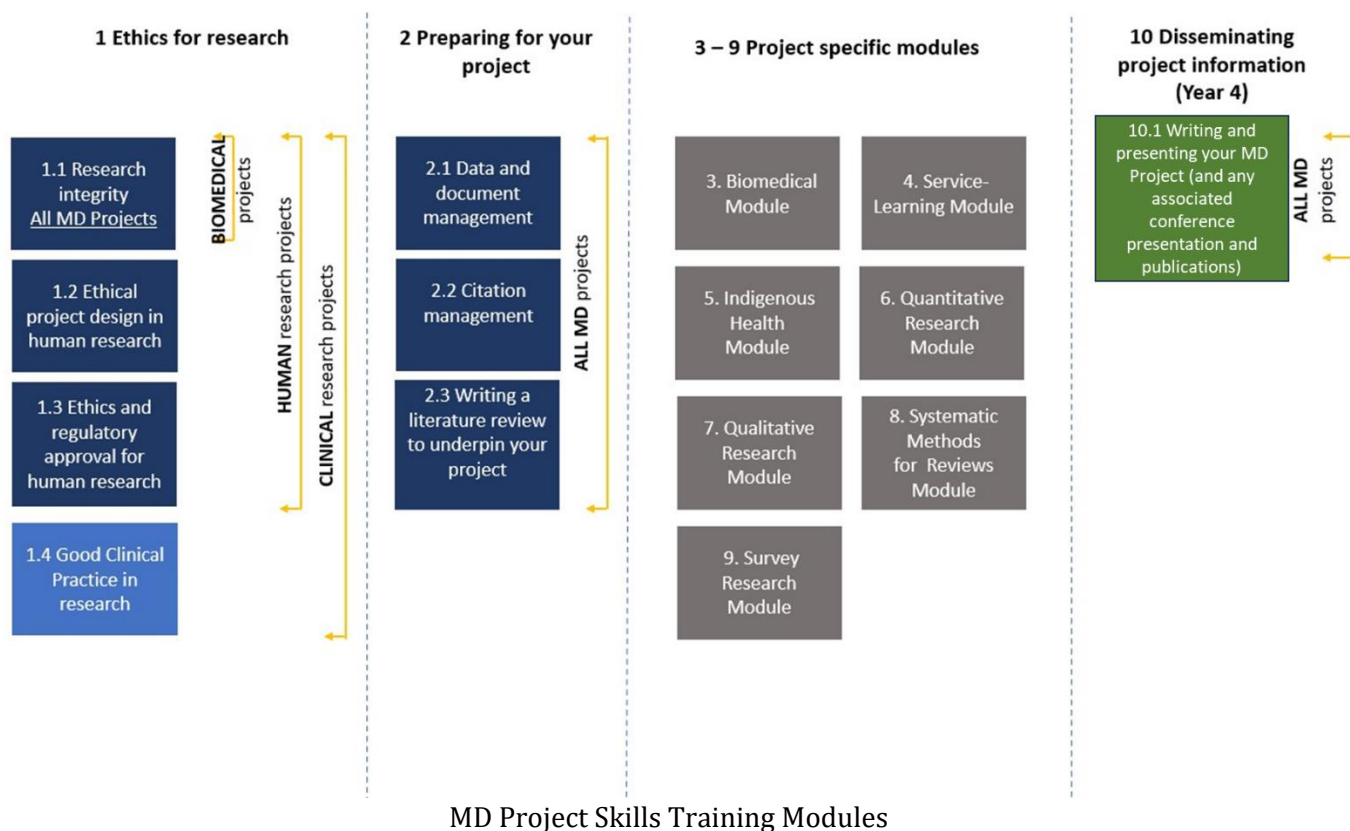 1 Ethics for research
1.1 Research
integrity
All MD Projects
BIOMEDICAL
projects
1.2 Ethical
project design in
human research
1.3 Ethics and
regulatory
approval for
human research
HUMAN research projects
CLINICAL research projects
1.4 Good Clinical
Practice in
research
2 Preparing for your
project
2.1 Data and
document
management
2.2 Citation
management
2.3 Writing a
literature review
to underpin your
project
ALL MD projects
3 – 9 Project specific modules
3. Biomedical
Module
4. Service-
Learning Module
5. Indigenous
Health
Module
6. Quantitative
Research
Module
7. Qualitative
Research
Module
8. Systematic
Methods
for Reviews
Module
9. Survey
Research
Module
10 Disseminating
project information
(Year 4)
10.1 Writing and
presenting your MD
Project (and any
associated
conference
presentation and
publications)
ALL MD
projects
MD Project Skills Training Modules